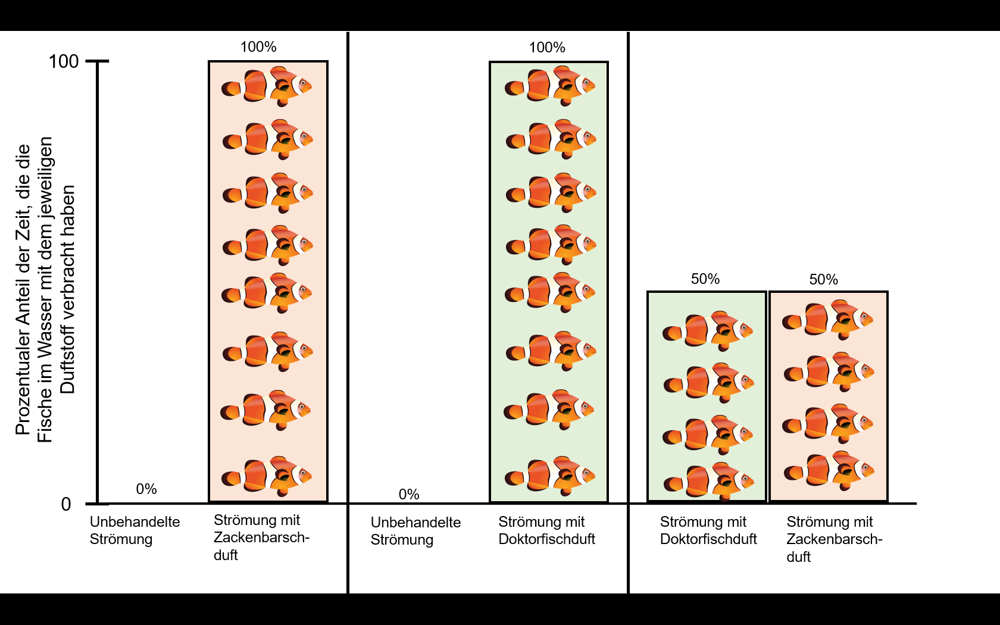 Prozentualer Anteil der Zeit, die die
Fische im Wasser mit dem jeweiligen
Duftstoff verbracht haben
100
0
0%
100%
Unbehandelte
Strömung
Strömung mit
Zackenbarsch-
duft
0%
100%
Unbehandelte
Strömung
Strömung mit
Doktorfischduft
50%
50%
Strömung mit
Doktorfischduft
Strömung mit
Zackenbarsch-
duft